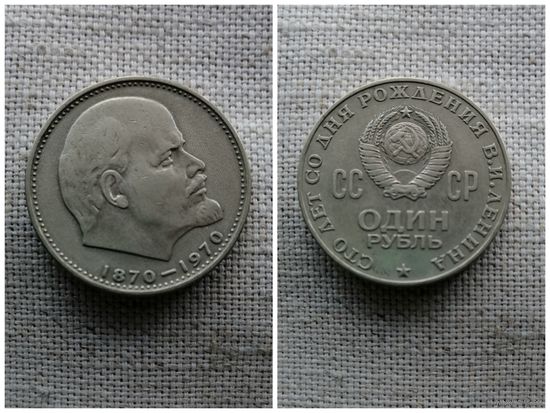 1870–1970
СТО ЛЕТ СО ДНЯ РОЖДЕНИЯ В.И.ЛЕНИНА
СС СР
ОДИН
РУБЛЬ